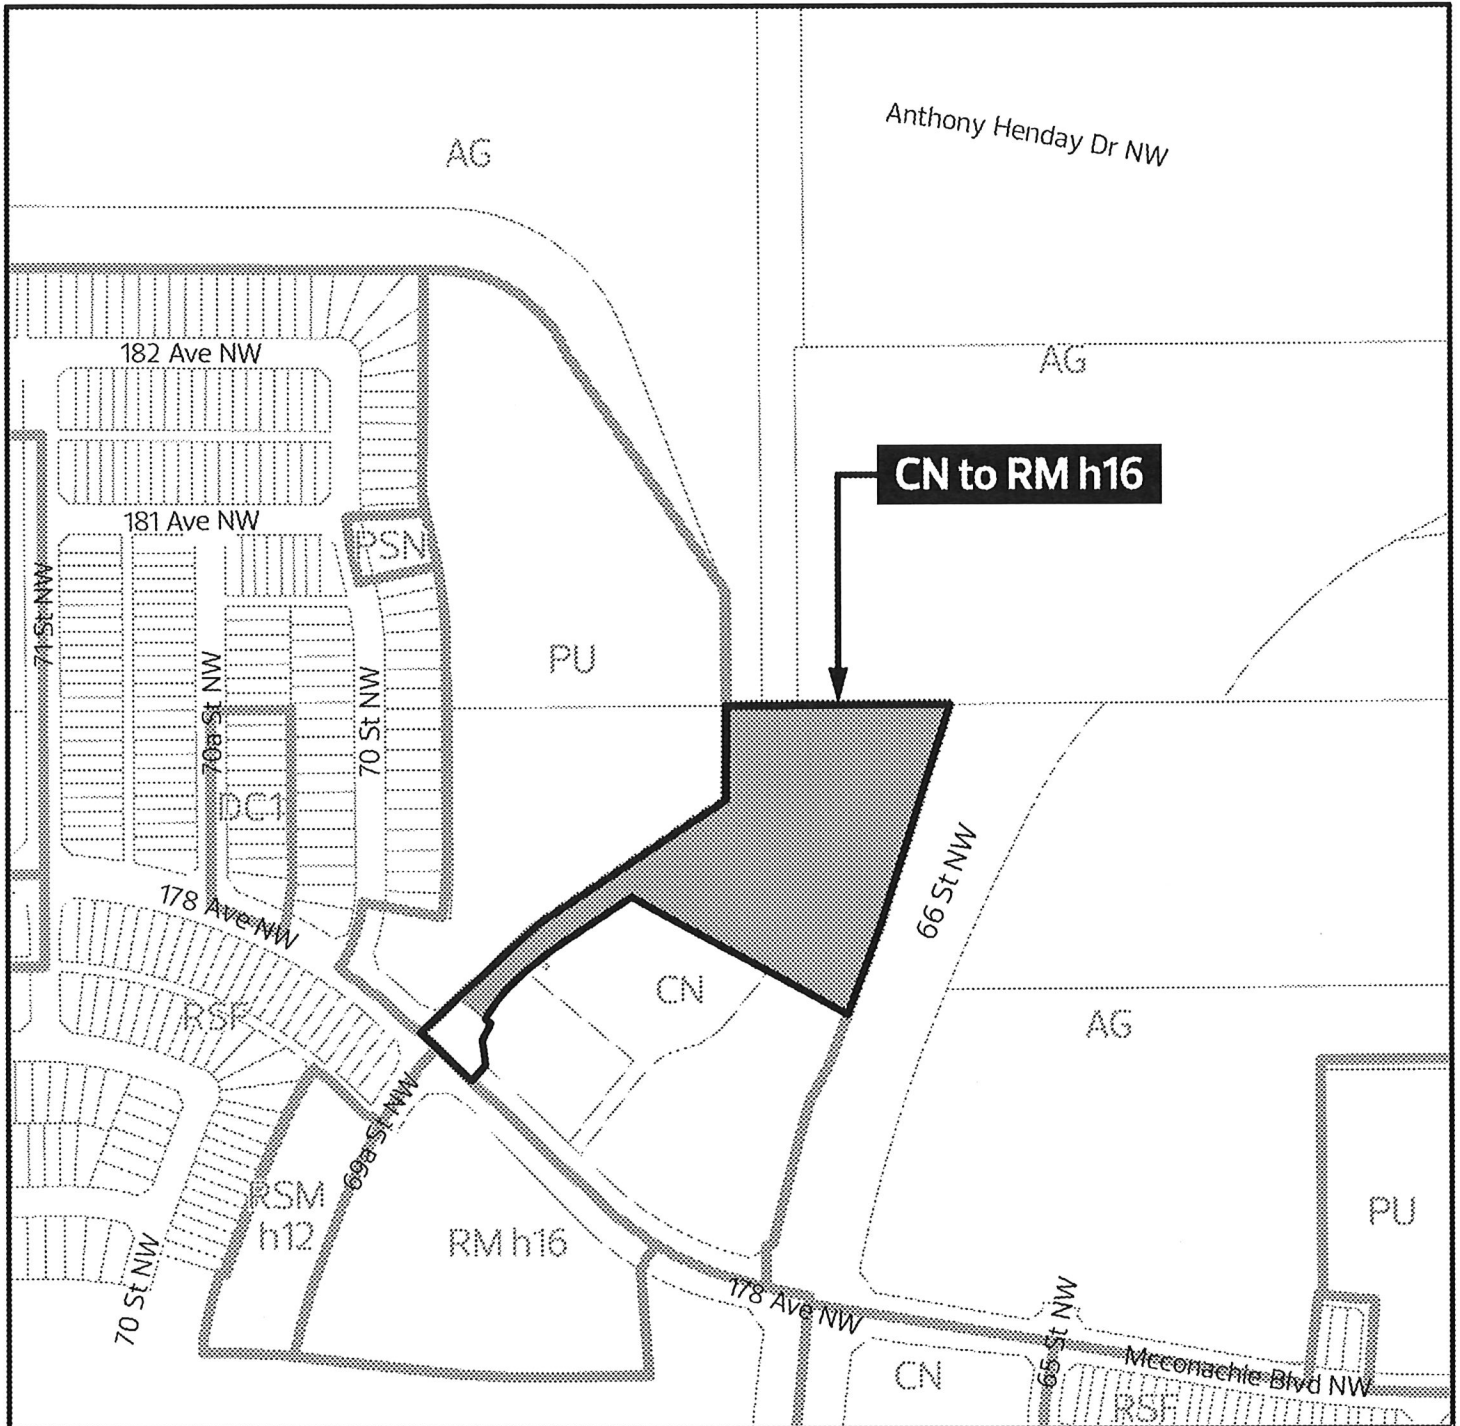 AG
Anthony Henday Dr NW
182 Ave NW
AG
CN to RM h16
181 Ave NW
PSN
71 St NW
PU
70a St NW
70 St NW
DC1
66 St NW
178 Ave NW
CN
RSF
AG
69a St NW
RSM
h12
RM h16
PU
70 St NW
178 Ave NW
65 St NW
Mcconachie Blvd NW
CN
RSF